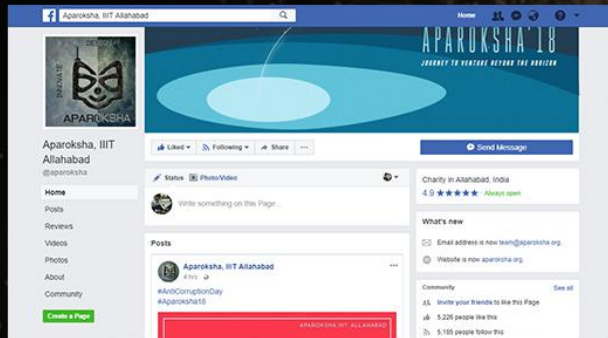 Aparoksha, IIIT Allahabad
Home
DESIGN
INNOVATE
APAROKSHA
APAROKSHA'18
JOURNEY TO VENTURE BEYOND THE HORIZON
Aparoksha, IIIT
Allahabad
@aparoksha
Home
Posts
Reviews
Videos
Photos
About
Community
Create a Page
Liked
Following
Share
Send Message
Status
Photo/Video
Write something on this Page...
Posts
Aparoksha, IIIT Allahabad
4 hrs
#AntiCorruptionDay
#Aparoksha18
APAROKSHA,IIIT ALLAHABAD
Charity in Allahabad, India
4.9 ★★★★★ · Always open
What's new
Email address is now team@aparoksha.org.
Website is now aparoksha.org.
Community
See all
Invite your friends to like this Page
5,226 people like this
5,185 people follow this